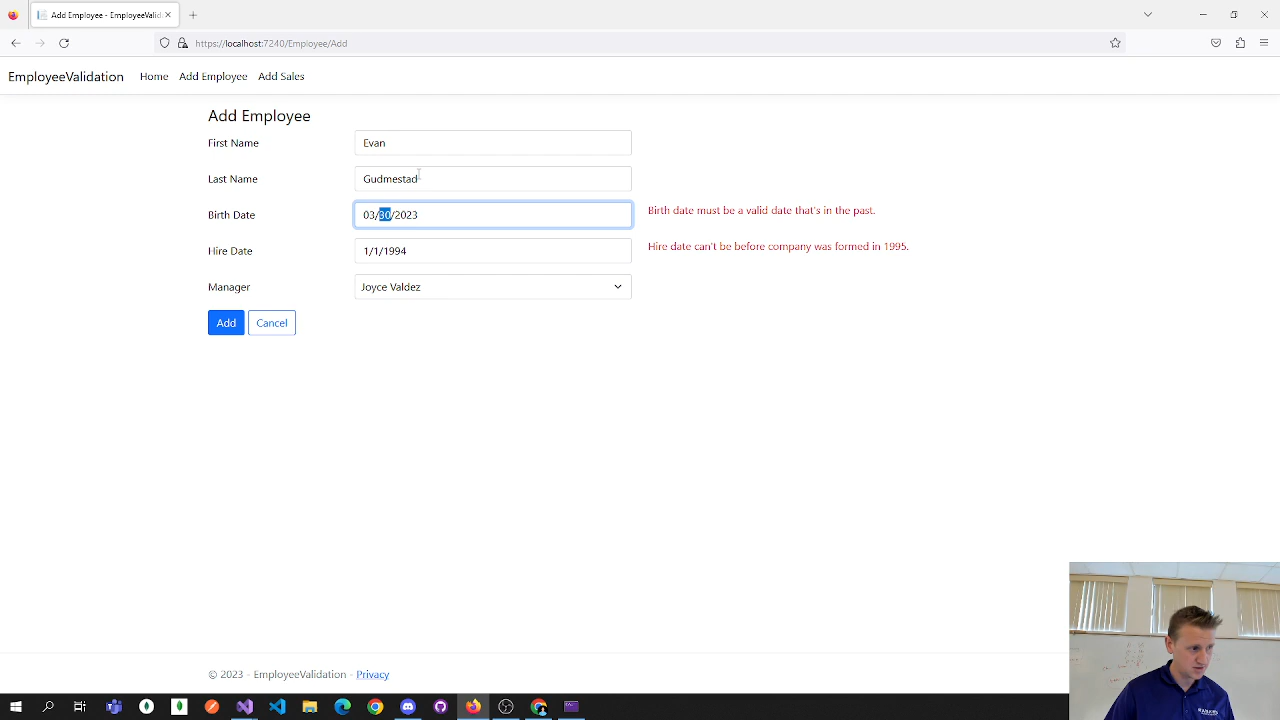 Add Employee - EmployeeValid
https://localhost:7240/Employee/Add
EmployeeValidation Home Add Employee Add Sales
Add Employee
First Name Evan
Last Name Gudmestad
Birth Date 03/30/2023 Birth date must be a valid date that's in the past.
Hire Date 1/1/1994 Hire date can't be before company was formed in 1995.
Manager Joyce Valdez
Add Cancel
© 2023 - EmployeeValidation - Privacy